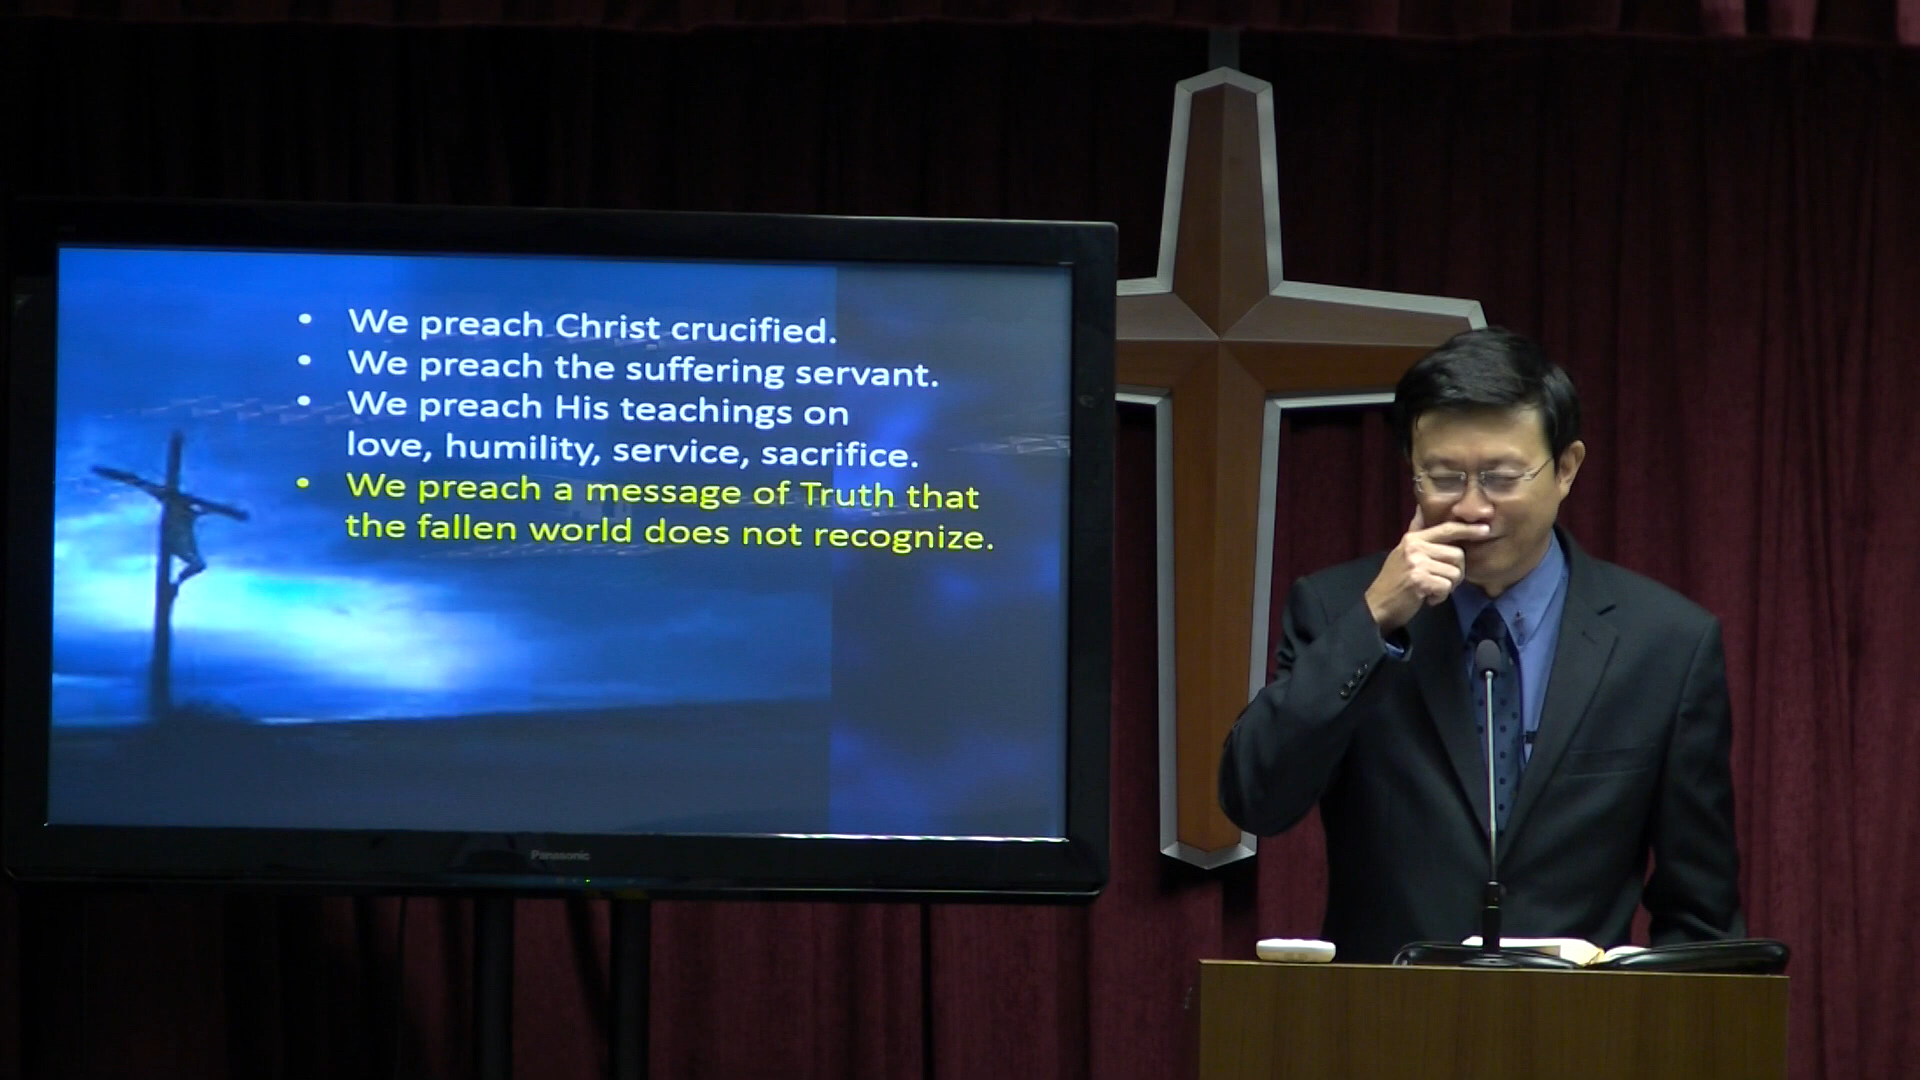 • We preach Christ crucified.
• We preach the suffering servant.
• We preach His teachings on
love, humility, service, sacrifice.
• We preach a message of Truth that
the fallen world does not recognize.
Panasonic